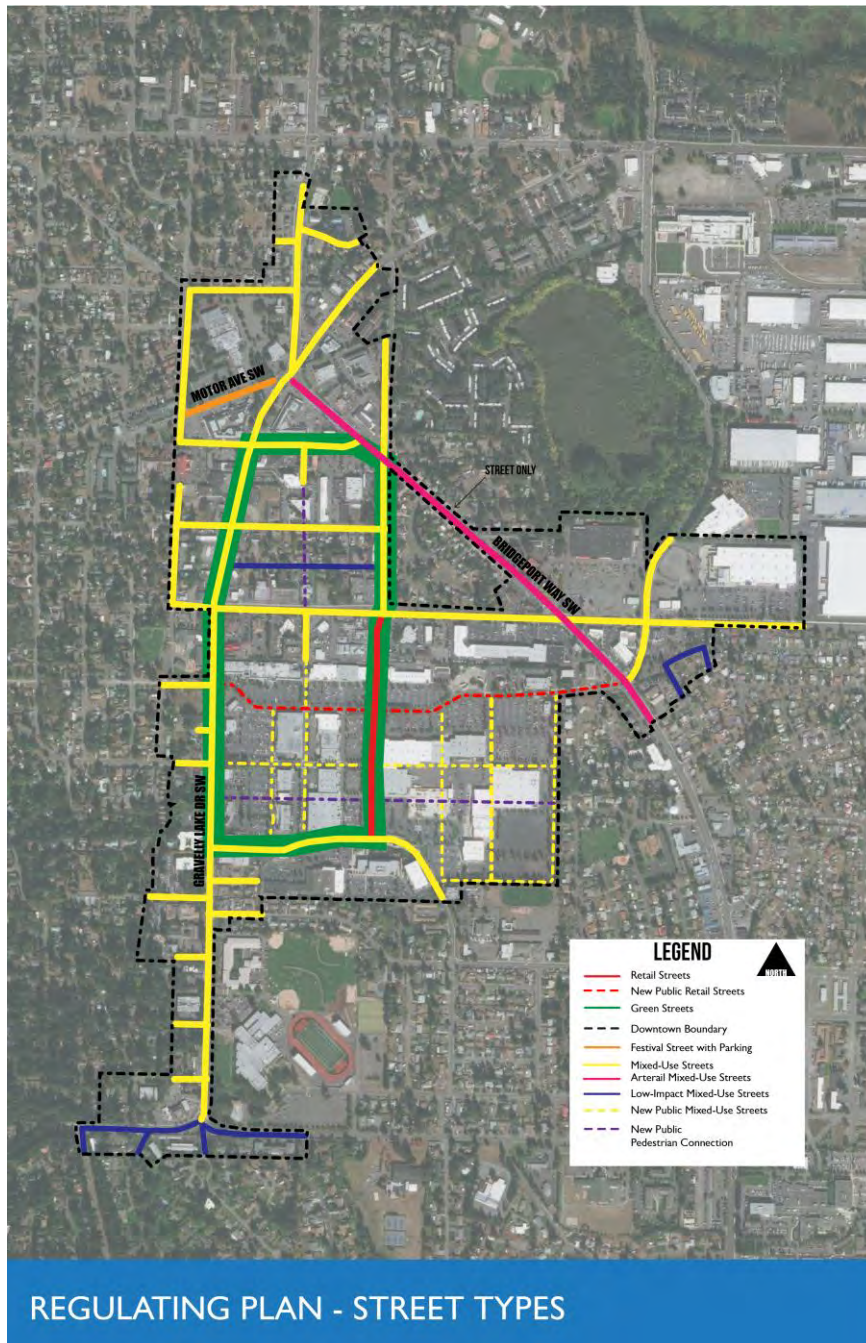 MOTOR AVE SW
STREET ONLY
BRIDGEPORT WAY SW
GRAVELLY LAKE DR SW
LEGEND
NORTH
Retail Streets
New Public Retail Streets
Green Streets
Downtown Boundary
Festival Street with Parking
Mixed-Use Streets
Arterail Mixed-Use Streets
Low-Impact Mixed-Use Streets
New Public Mixed-Use Streets
New Public
Pedestrian Connection
REGULATING PLAN - STREET TYPES